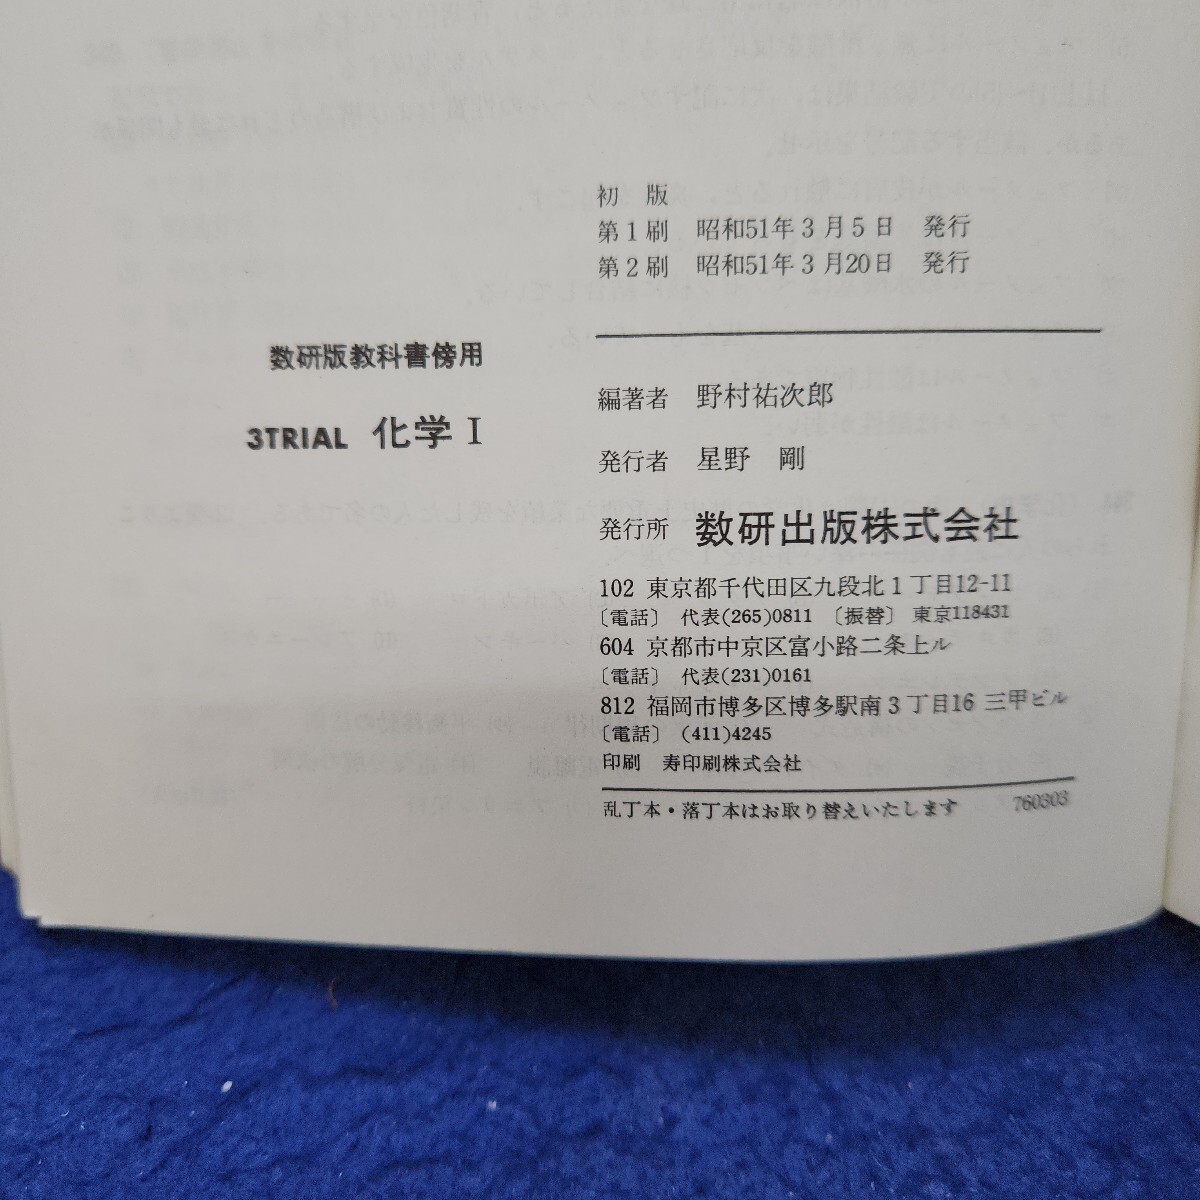 初 版
第1刷 昭和51年3月5日 発行
第2刷 昭和51年3月20日 発行
数研版教科書傍用
3TRIAL 化学 I
編著者 野村祐次郎
発行者 星野 剛
発行所 数研出版株式会社
102 東京都千代田区九段北1丁目12-11
〔電話〕 代表(265)0811 〔振替〕 東京118431
604 京都市中京区富小路二条上ル
〔電話〕 代表(231)0161
812 福岡市博多区博多駅南3丁目16 三甲ビル
〔電話〕 (411)4245
印刷 寿印刷株式会社
乱丁本・落丁本はお取り替えいたします 760303